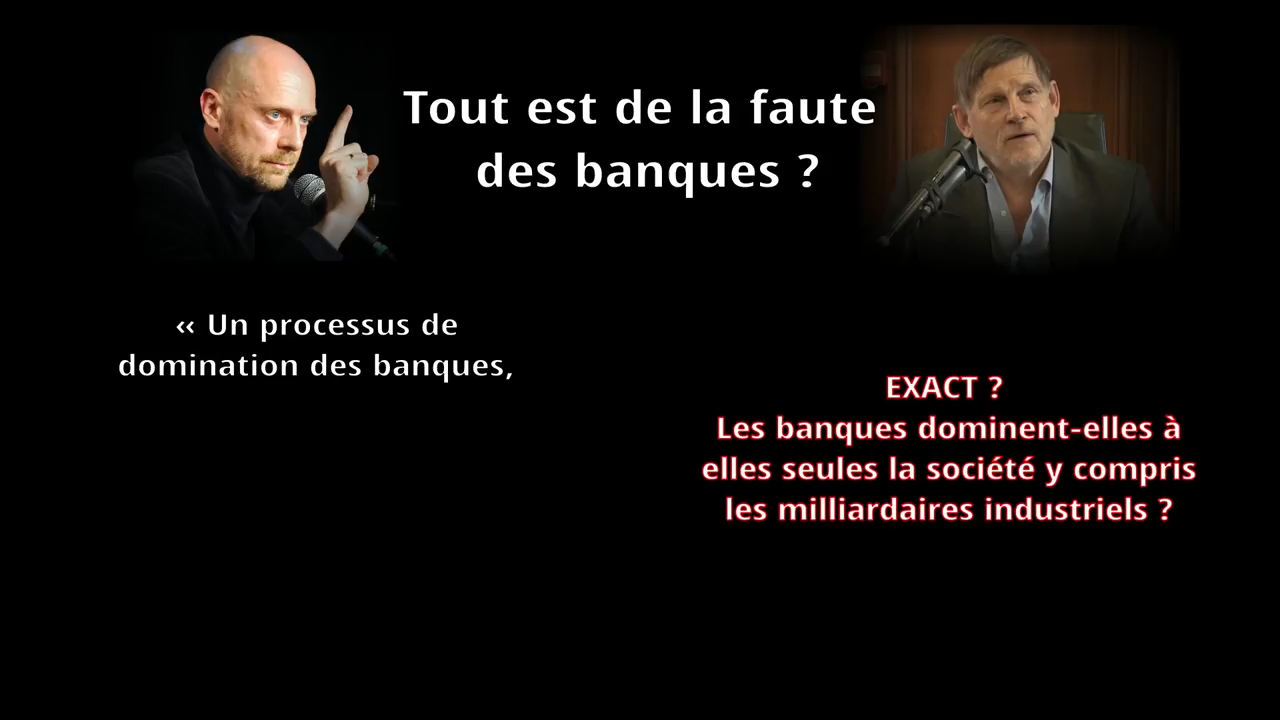 Tout est de la faute
des banques ?
« Un processus de
domination des banques,
EXACT ?
Les banques dominent-elles à
elles seules la société y compris
les milliardaires industriels ?